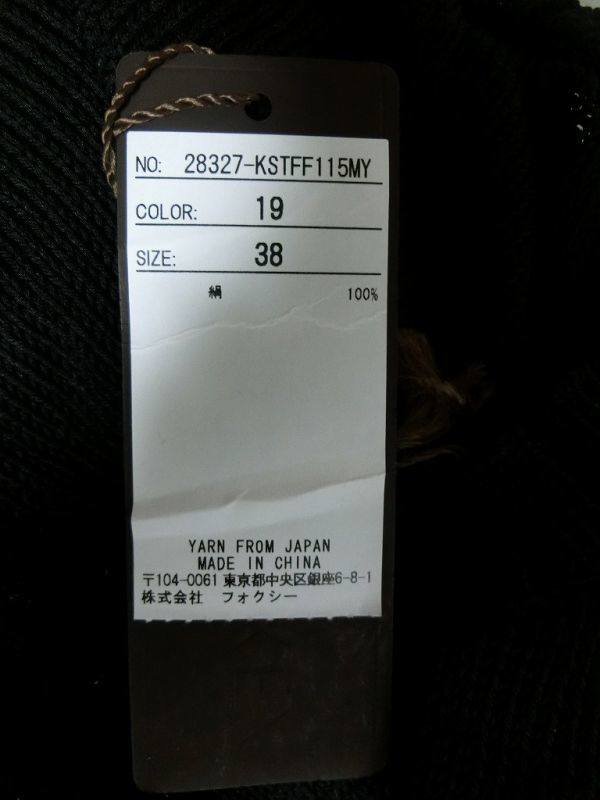 NO: 28327-KSTFF115MY
COLOR: 19
SIZE: 38
絹 100%
YARN FROM JAPAN
MADE IN CHINA
〒104-0061 東京都中央区銀座6-8-1
株式会社 フォクシー